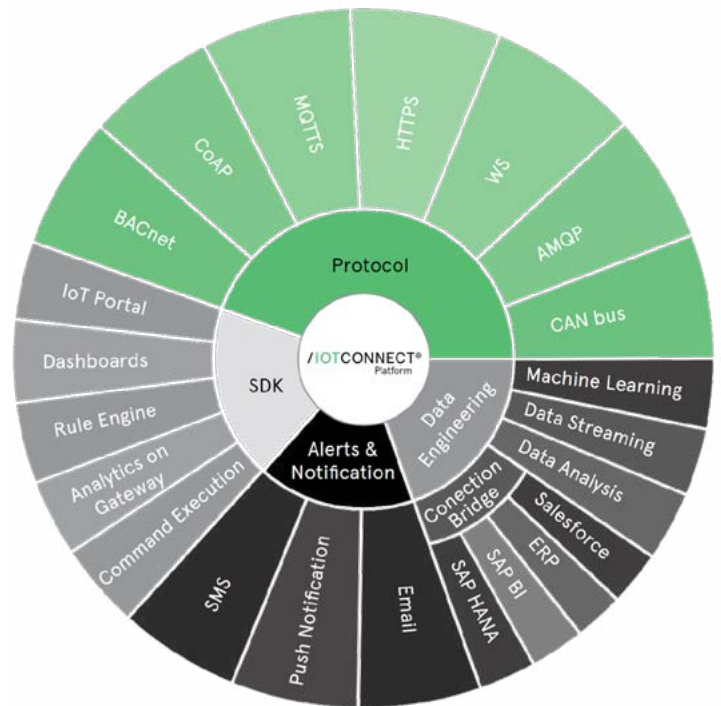 BACnet
CoAP
MQTTS
HTTPS
WS
AMQP
CAN bus
Protocol
/IOTCONNECT®
Platform
SDK
IoT Portal
Dashboards
Rule Engine
Analytics on
Gateway
Command Execution
Alerts &
Notification
SMS
Push Notification
Email
Data
Engineering
Machine Learning
Data Streaming
Data Analysis
Conection
Bridge
Salesforce
ERP
SAP BI
SAP HANA